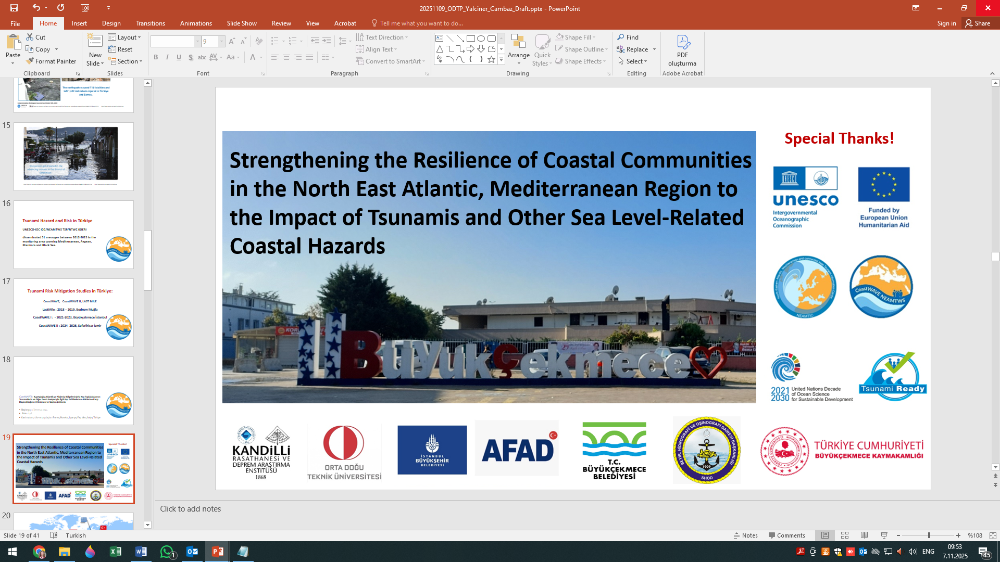 20251109_ODTP_Yalciner_Cambaz_Draft.pptx - PowerPoint
File Home Insert Design Transitions Animations Slide Show Review View Acrobat Tell me what you want to do... Sign in Share
Paste
Cut
Copy
Format Painter
Clipboard
New Slide
Layout
Reset
Section
Slides
9
B I U S abc AV Aa A
Font
Text Direction
Align Text
Convert to SmartArt
Paragraph
Arrange
Quick Styles
Shape Fill
Shape Outline
Shape Effects
Drawing
Find
Replace
Select
Editing
PDF oluşturma
Adobe Acrobat
The earthquake caused 116 fatalities and
left 1,632 individuals injured in Türkiye
and Samos.
15
One person got drowned in the
advancing tsunami in the district of
Seferihisar.
16
Tsunami Hazard and Risk in Türkiye
UNESCO-IOC ICG/NEAMTWS TSP/NTWC KOERI
disseminated 51 messages between 2012-2025 in the
monitoring area covering Mediterranean, Aegean,
Marmara and Black Sea.
17
Tsunami Risk Mitigation Studies in Türkiye:
CoastWAVE, CoastWAVE II, LAST MILE
LastMile : 2018 – 2019, Bodrum Muğla
CoastWAVE I : - 2021-2023, Büyükçekmece İstanbul
CoastWAVE II : 2024- 2026, Seferihisar İzmir
18
19
Strengthening the Resilience of Coastal Communities
in the North East Atlantic, Mediterranean Region to
the Impact of Tsunamis and Other Sea Level-Related
Coastal Hazards
Special Thanks!
20
Strengthening the Resilience of Coastal Communities
in the North East Atlantic, Mediterranean Region to
the Impact of Tsunamis and Other Sea Level-Related
Coastal Hazards
Büyükçekmece
Special Thanks!
unesco
Intergovernmental
Oceanographic
Commission
Funded by
European Union
Humanitarian Aid
NEAMTIC
CoastWAVE NEAMTWS
2021
2030
United Nations Decade
of Ocean Science
for Sustainable Development
Tsunami Ready
KANDİLLİ
RASATHANESİ VE
DEPREM ARAŞTIRMA
ENSTİTÜSÜ
1868
ORTA DOĞU
TEKNİK ÜNİVERSİTESİ
İSTANBUL
BÜYÜKŞEHİR
BELEDİYESİ
AFAD
T.C.
BÜYÜKÇEKMECE
BELEDİYESİ
SEYİR, HİDROGRAFİ VE OŞİNOGRAFİ DAİRESİ BAŞKANLIĞI
1909
SHOD
TÜRKİYE CUMHURİYETİ
BÜYÜKÇEKMECE KAYMAKAMLIĞI
Click to add notes
Slide 19 of 41 Turkish Notes Comments %108
1
ENG
09:53
7.11.2025
45